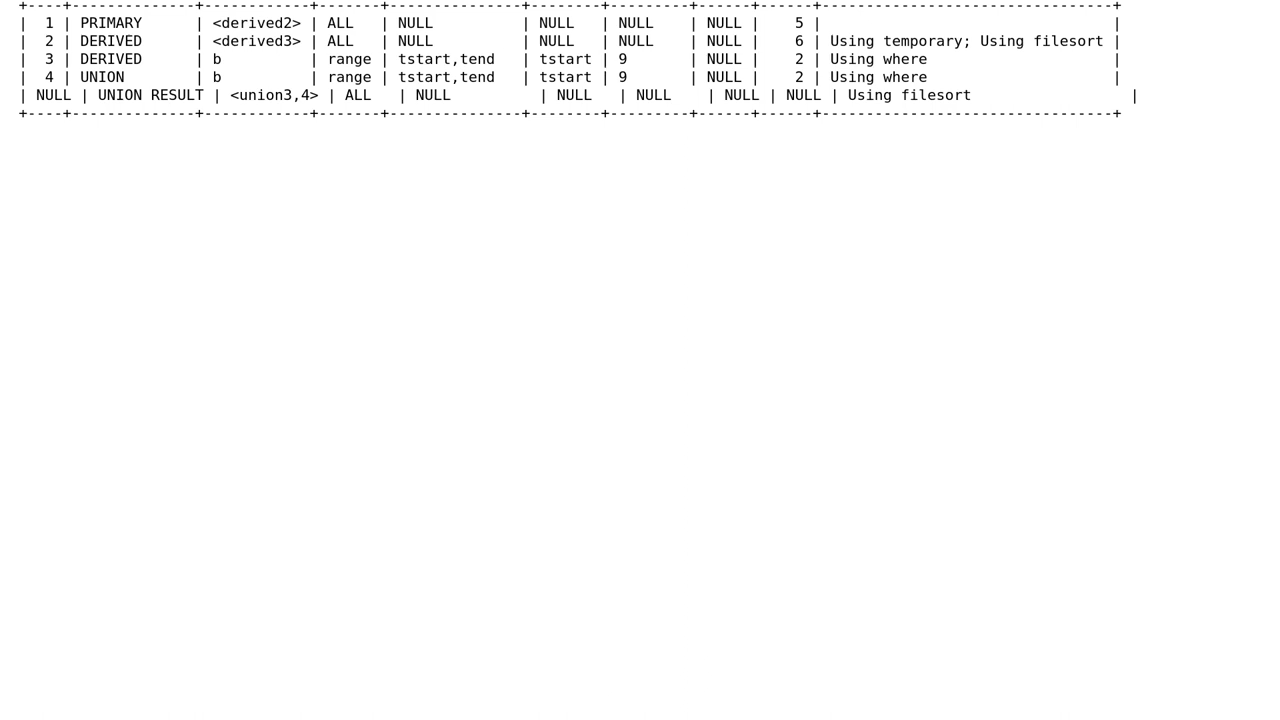 +----+--------------+------------+-------+---------------+--------+---------+------+------+---------------------------------+
|  1 | PRIMARY      | <derived2> | ALL   | NULL          | NULL   | NULL    | NULL |    5 |                                 |
|  2 | DERIVED      | <derived3> | ALL   | NULL          | NULL   | NULL    | NULL |    6 | Using temporary; Using filesort |
|  3 | DERIVED      | b          | range | tstart,tend   | tstart | 9       | NULL |    2 | Using where                     |
|  4 | UNION        | b          | range | tstart,tend   | tstart | 9       | NULL |    2 | Using where                     |
| NULL | UNION RESULT | <union3,4> | ALL   | NULL          | NULL   | NULL    | NULL | NULL | Using filesort                  |
+----+--------------+------------+-------+---------------+--------+---------+------+------+---------------------------------+